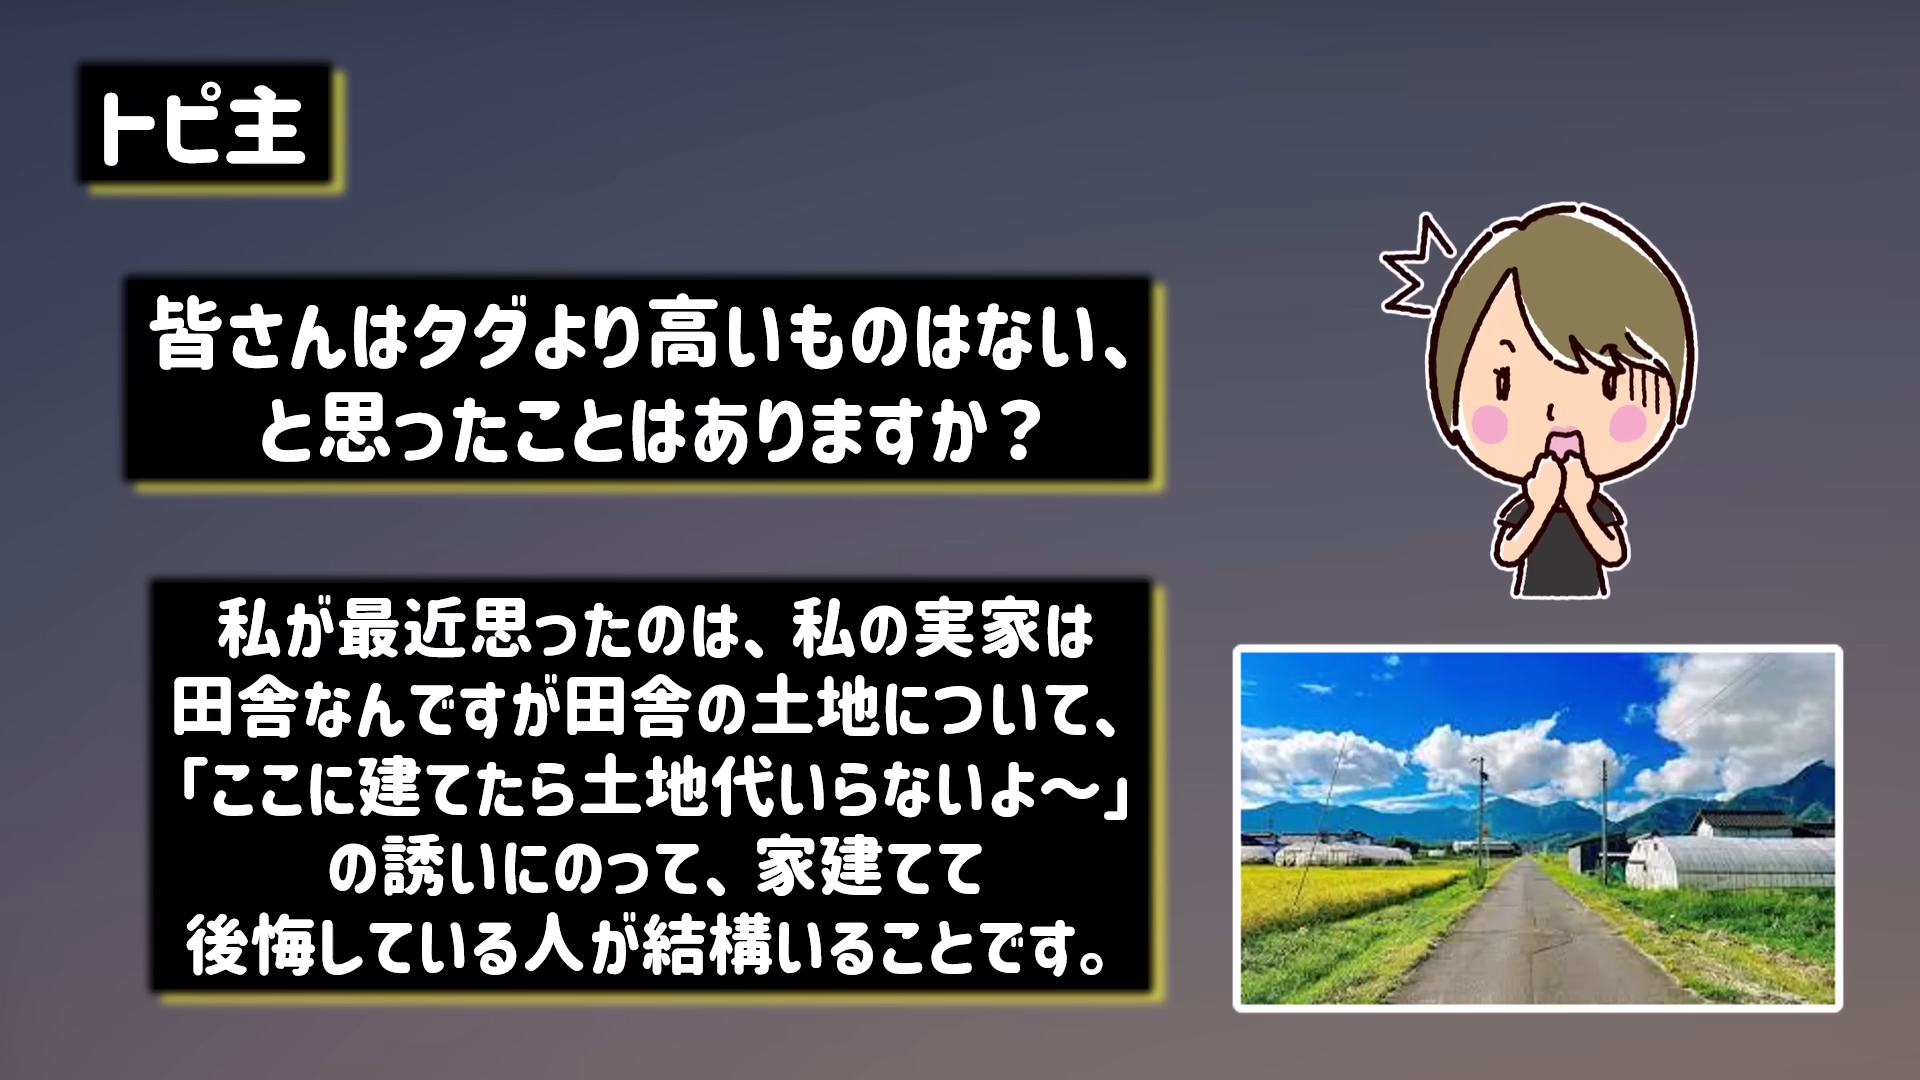 トピ主
皆さんはタダより高いものはない、
と思ったことはありますか？
私が最近思ったのは、私の実家は
田舎なんですが田舎の土地について、
「ここに建てたら土地代いらないよ〜」
の誘いにのって、家建てて
後悔している人が結構いることです。